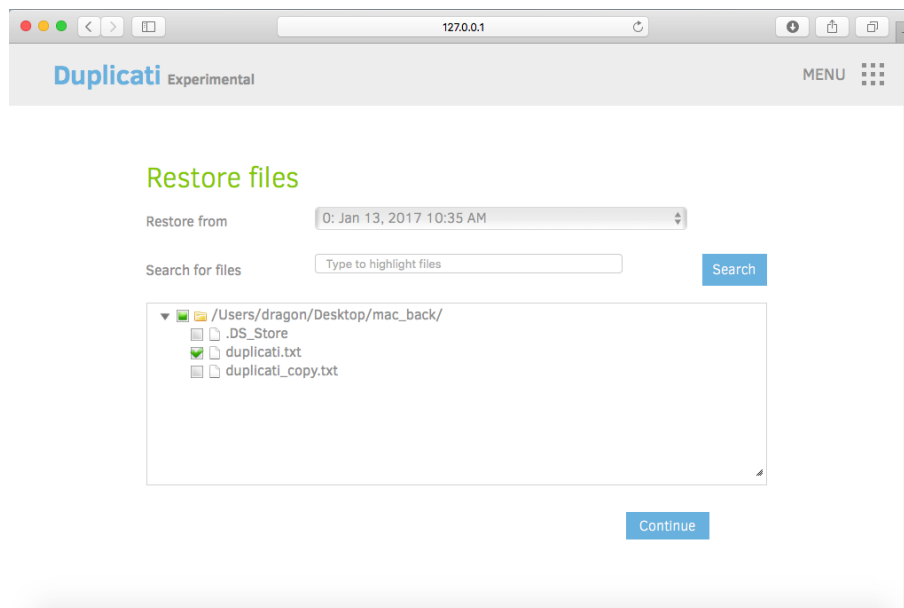 127.0.0.1
Duplicati Experimental
MENU
Restore files
Restore from
0: Jan 13, 2017 10:35 AM
Search for files
Type to highlight files
Search
/Users/dragon/Desktop/mac_back/
.DS_Store
duplicati.txt
duplicati_copy.txt
Continue